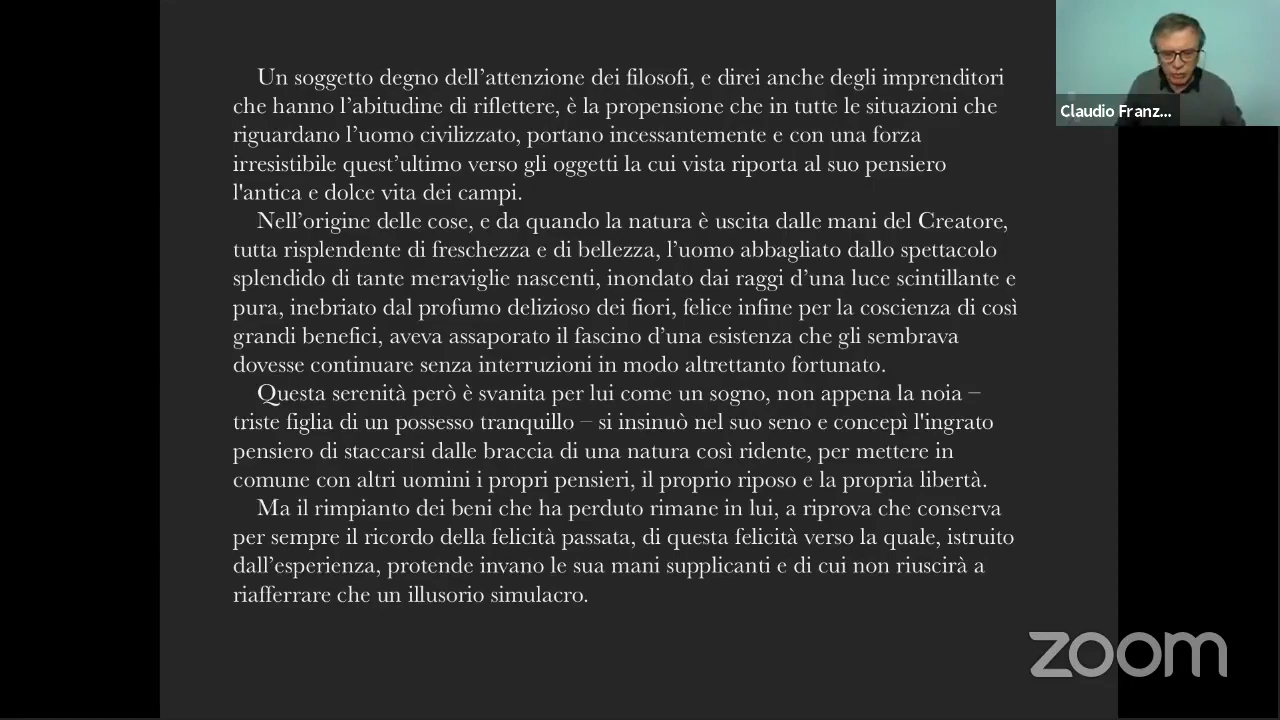 Un soggetto degno dell’attenzione dei filosofi, e direi anche degli imprenditori
che hanno l’abitudine di riflettere, è la propensione che in tutte le situazioni che
riguardano l’uomo civilizzato, portano incessantemente e con una forza
irresistibile quest’ultimo verso gli oggetti la cui vista riporta al suo pensiero
l'antica e dolce vita dei campi.
Nell’origine delle cose, e da quando la natura è uscita dalle mani del Creatore,
tutta risplendente di freschezza e di bellezza, l’uomo abbagliato dallo spettacolo
splendido di tante meraviglie nascenti, inondato dai raggi d’una luce scintillante e
pura, inebriato dal profumo delizioso dei fiori, felice infine per la coscienza di così
grandi benefici, aveva assaporato il fascino d’una esistenza che gli sembrava
dovesse continuare senza interruzioni in modo altrettanto fortunato.
Questa serenità però è svanita per lui come un sogno, non appena la noia –
triste figlia di un possesso tranquillo – si insinuò nel suo seno e concepì l'ingrato
pensiero di staccarsi dalle braccia di una natura così ridente, per mettere in
comune con altri uomini i propri pensieri, il proprio riposo e la propria libertà.
Ma il rimpianto dei beni che ha perduto rimane in lui, a riprova che conserva
per sempre il ricordo della felicità passata, di questa felicità verso la quale, istruito
dall’esperienza, protende invano le sua mani supplicanti e di cui non riuscirà a
riafferrare che un illusorio simulacro.
Claudio Franz...
zoom